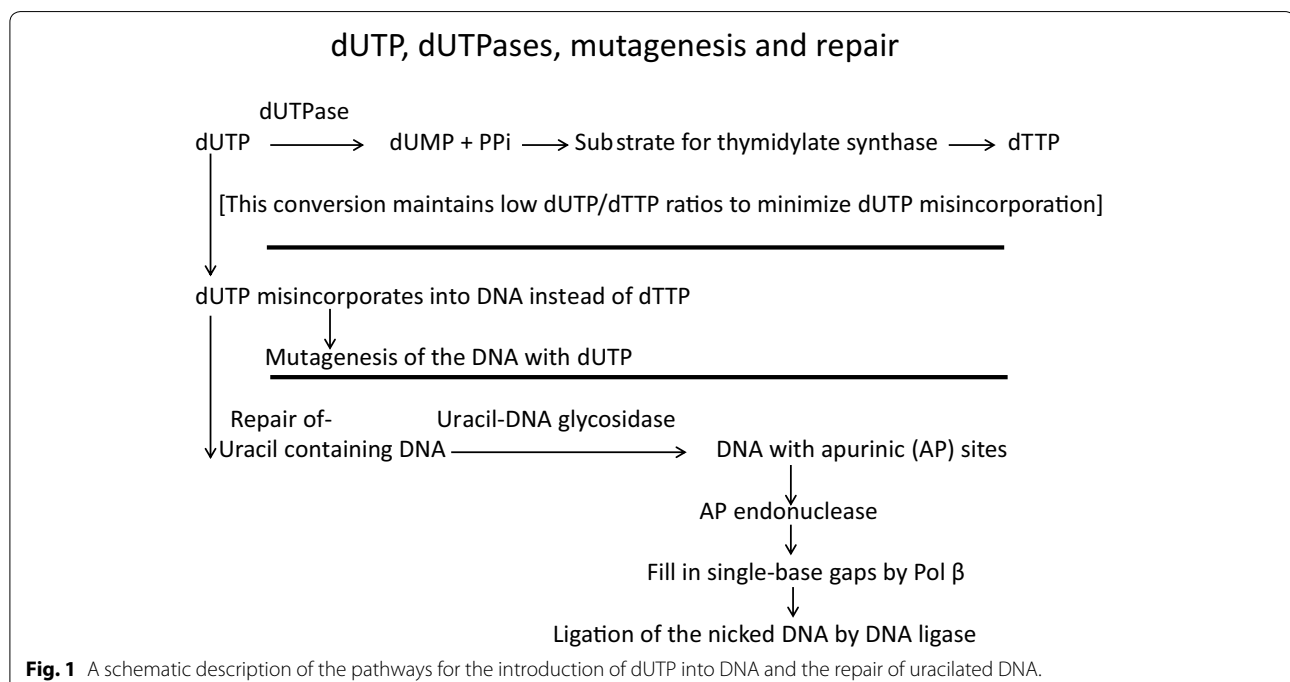 dUTP, dUTPases, mutagenesis and repair
dUTPase
dUTP dUMP + PPi Substrate for thymidylate synthase dTTP
[This conversion maintains low dUTP/dTTP ratios to minimize dUTP misincorporation]
dUTP misincorporates into DNA instead of dTTP
Mutagenesis of the DNA with dUTP
Repair of- Uracil-DNA glycosidase
Uracil containing DNA DNA with apurinic (AP) sites
AP endonuclease
Fill in single-base gaps by Pol β
Ligation of the nicked DNA by DNA ligase
Fig. 1 A schematic description of the pathways for the introduction of dUTP into DNA and the repair of uracilated DNA.